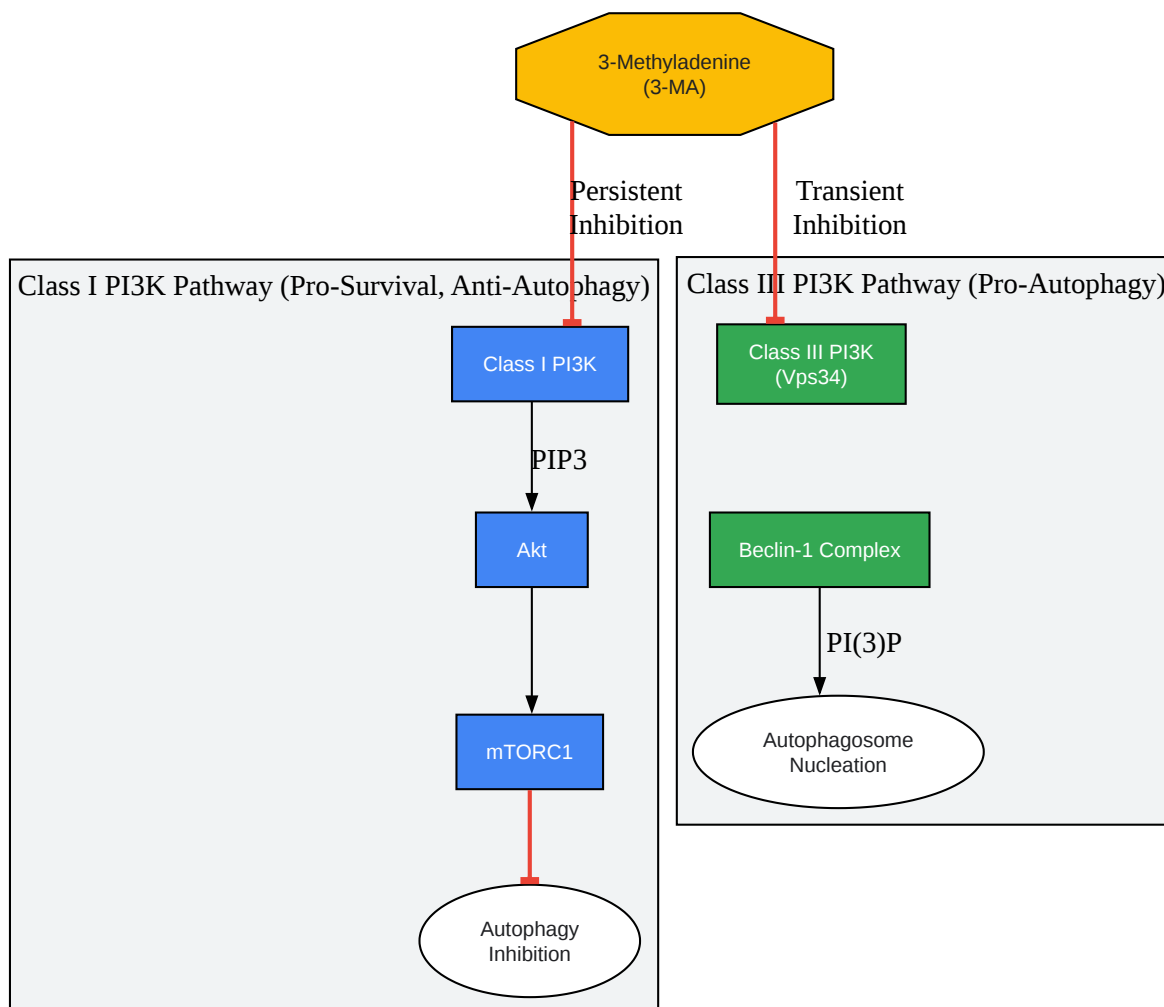 3-Methyladenine
(3-MA)
Persistent
Inhibition
Transient
Inhibition
Class I PI3K Pathway (Pro-Survival, Anti-Autophagy)
Class I PI3K
PIP3
Akt
mTORC1
Autophagy
Inhibition
Class III PI3K Pathway (Pro-Autophagy)
Class III PI3K
(Vps34)
Beclin-1 Complex
PI(3)P
Autophagosome
Nucleation